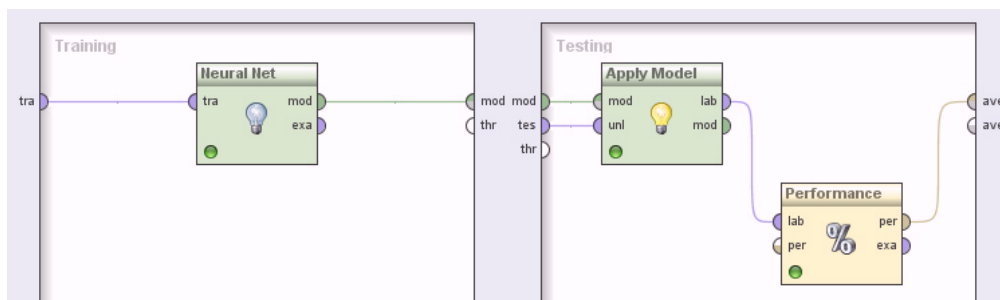 Training
Testing
Neural Net
Apply Model
tra
tra
mod
mod
mod
mod
lab
ave
exa
thr
tes
unl
mod
ave
thr
Performance
lab
per
per
exa